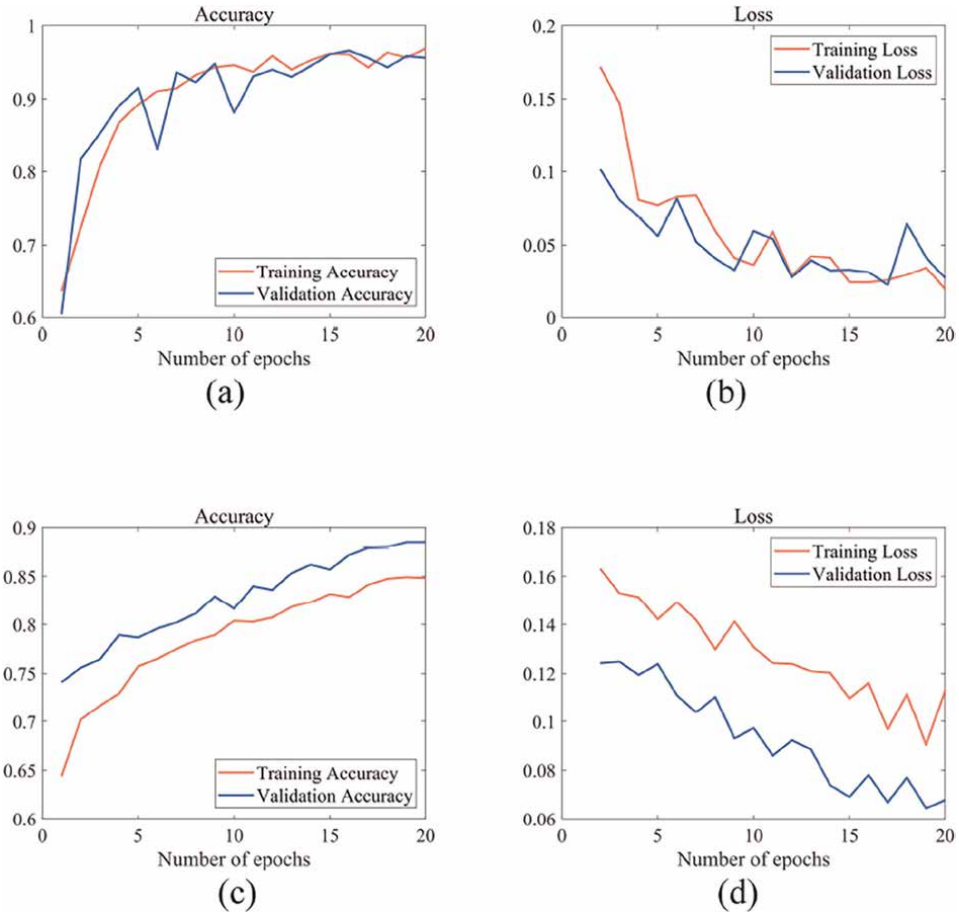 Accuracy
1
0.9
0.8
0.7
0.6
0 5 10 15 20
Training Accuracy
Validation Accuracy
Number of epochs
(a)
Loss
0.2
0.15
0.1
0.05
0
0 5 10 15 20
Training Loss
Validation Loss
Number of epochs
(b)
Accuracy
0.9
0.85
0.8
0.75
0.7
0.65
0.6
0 5 10 15 20
Training Accuracy
Validation Accuracy
Number of epochs
(c)
Loss
0.18
0.16
0.14
0.12
0.1
0.08
0.06
0 5 10 15 20
Training Loss
Validation Loss
Number of epochs
(d)